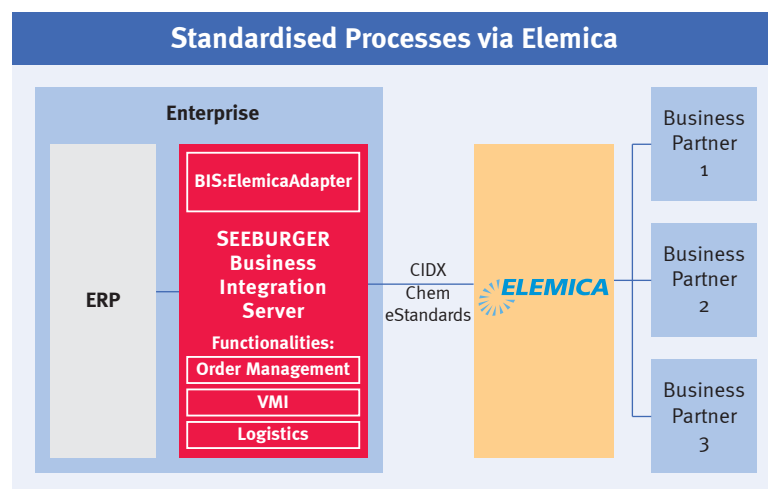 Standardised Processes via Elemica
Enterprise
ERP
BIS:ElemicaAdapter
SEEBURGER
Business
Integration
Server
Functionalities:
Order Management
VMI
Logistics
CIDX
Chem
eStandards
ELEMICA
Business
Partner
1
Business
Partner
2
Business
Partner
3